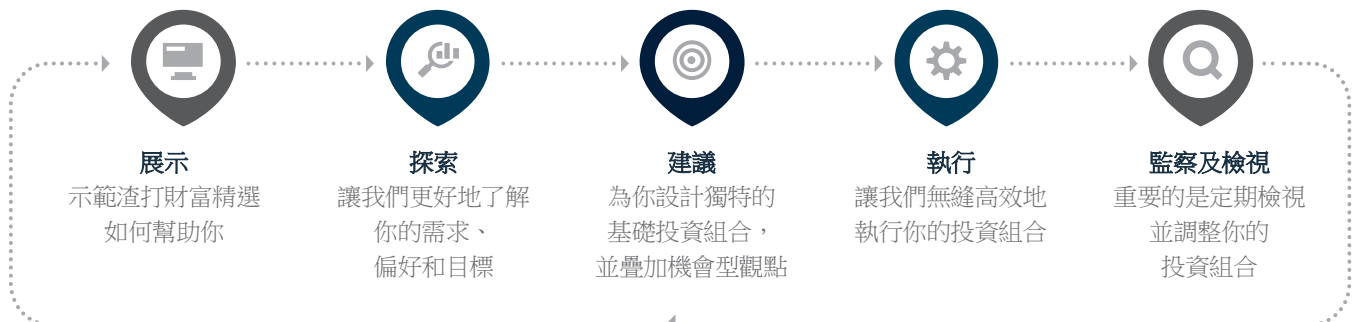 展示
示範渣打財富精選
如何幫助你
探索
讓我們更好地了解
你的需求、
偏好和目標
建議
為你設計獨特的
基礎投資組合，
並疊加機會型觀點
執行
讓我們無縫高效地
執行你的投資組合
監察及檢視
重要的是定期檢視
並調整你的
投資組合